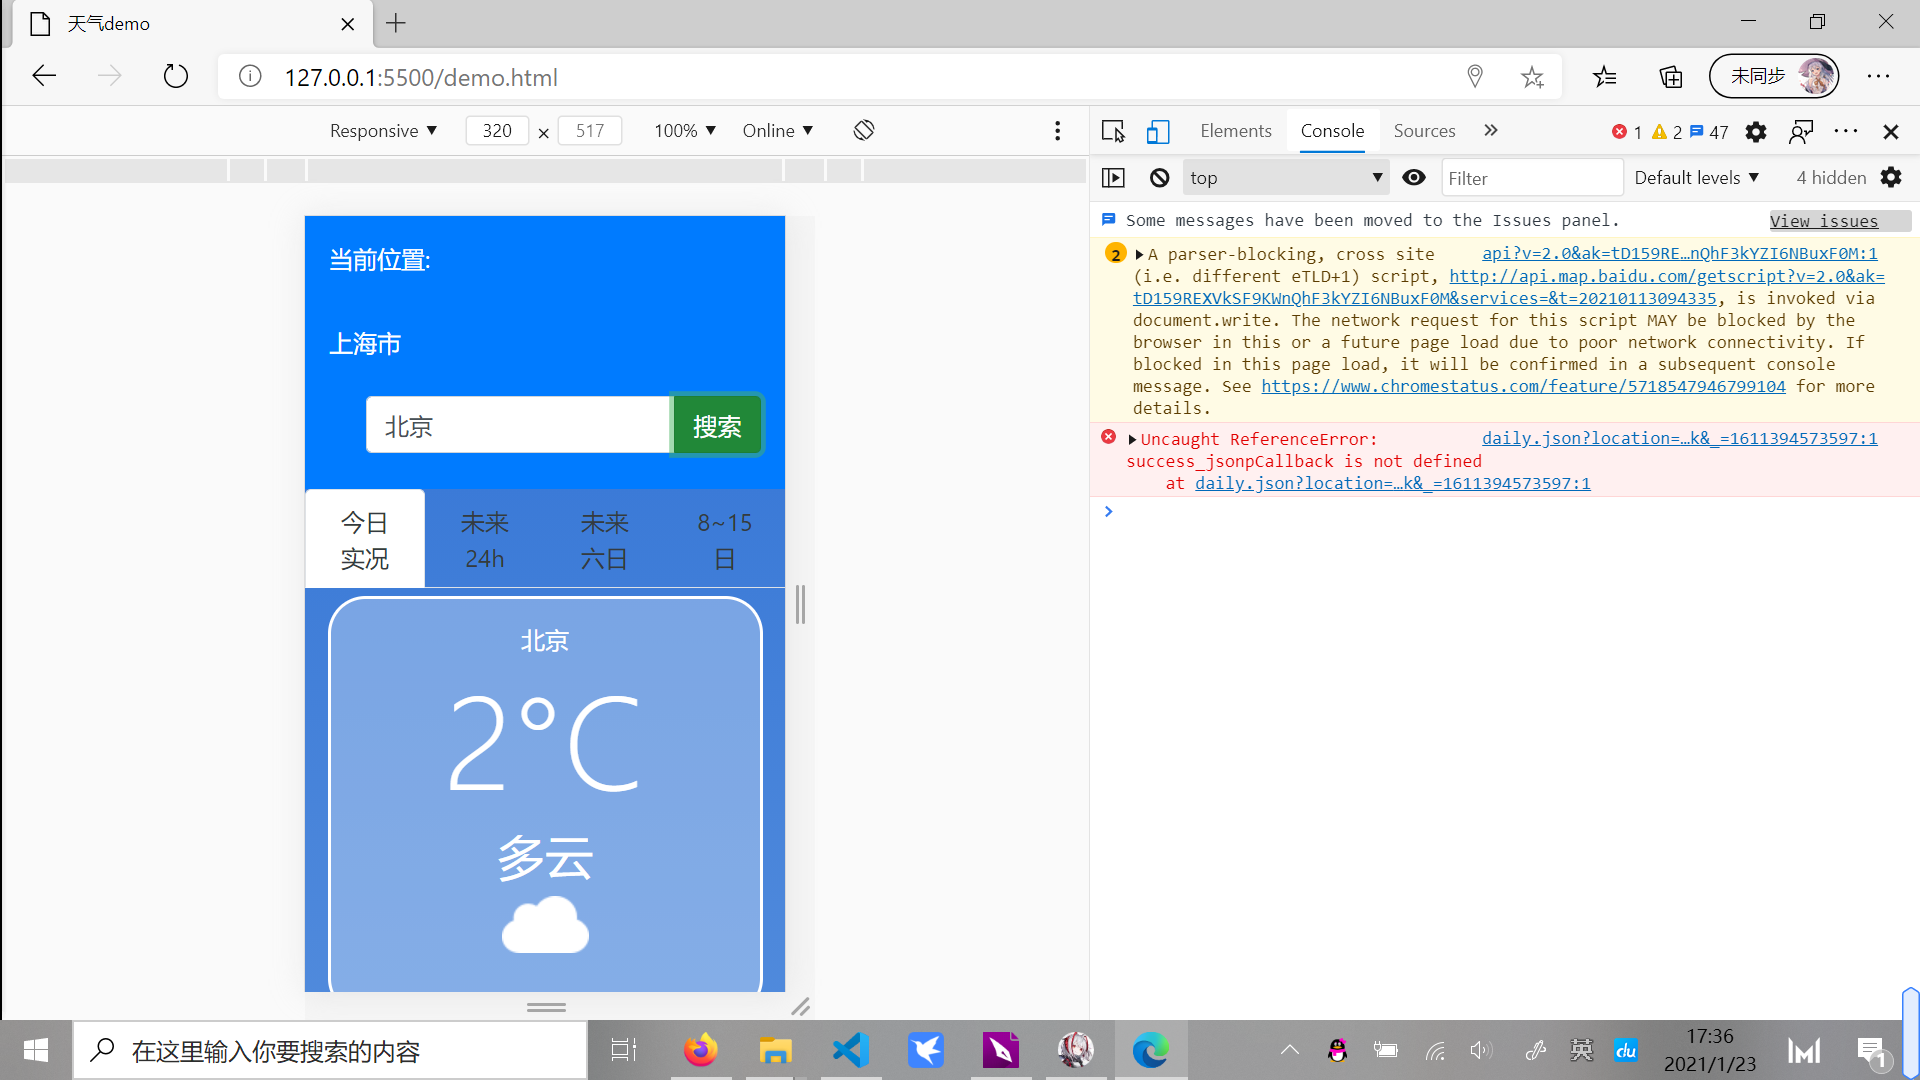 天气demo
127.0.0.1:5500/demo.html
未同步
Responsive ▼ 320 × 517 100% ▼ Online ▼
Elements Console Sources » 1 2 47
top ▼ Filter Default levels ▼ 4 hidden
Some messages have been moved to the Issues panel. View issues
2 ▶A parser-blocking, cross site api?v=2.0&ak=tD159RE…nQhF3kYZI6NBuxF0M:1
(i.e. different eTLD+1) script, http://api.map.baidu.com/getscript?v=2.0&ak=
tD159REXVkSF9KWnQhF3kYZI6NBuxF0M&services=&t=20210113094335, is invoked via
document.write. The network request for this script MAY be blocked by the
browser in this or a future page load due to poor network connectivity. If
blocked in this page load, it will be confirmed in a subsequent console
message. See https://www.chromestatus.com/feature/5718547946799104 for more
details.
▶Uncaught ReferenceError: daily.json?location=…k&_=1611394573597:1
success_jsonpCallback is not defined
at daily.json?location=…k&_=1611394573597:1
当前位置:
上海市
北京 搜索
今日
实况
未来
24h
未来
六日
8~15
日
北京
2°C
多云
在这里输入你要搜索的内容
英
du
17:36
2021/1/23
1